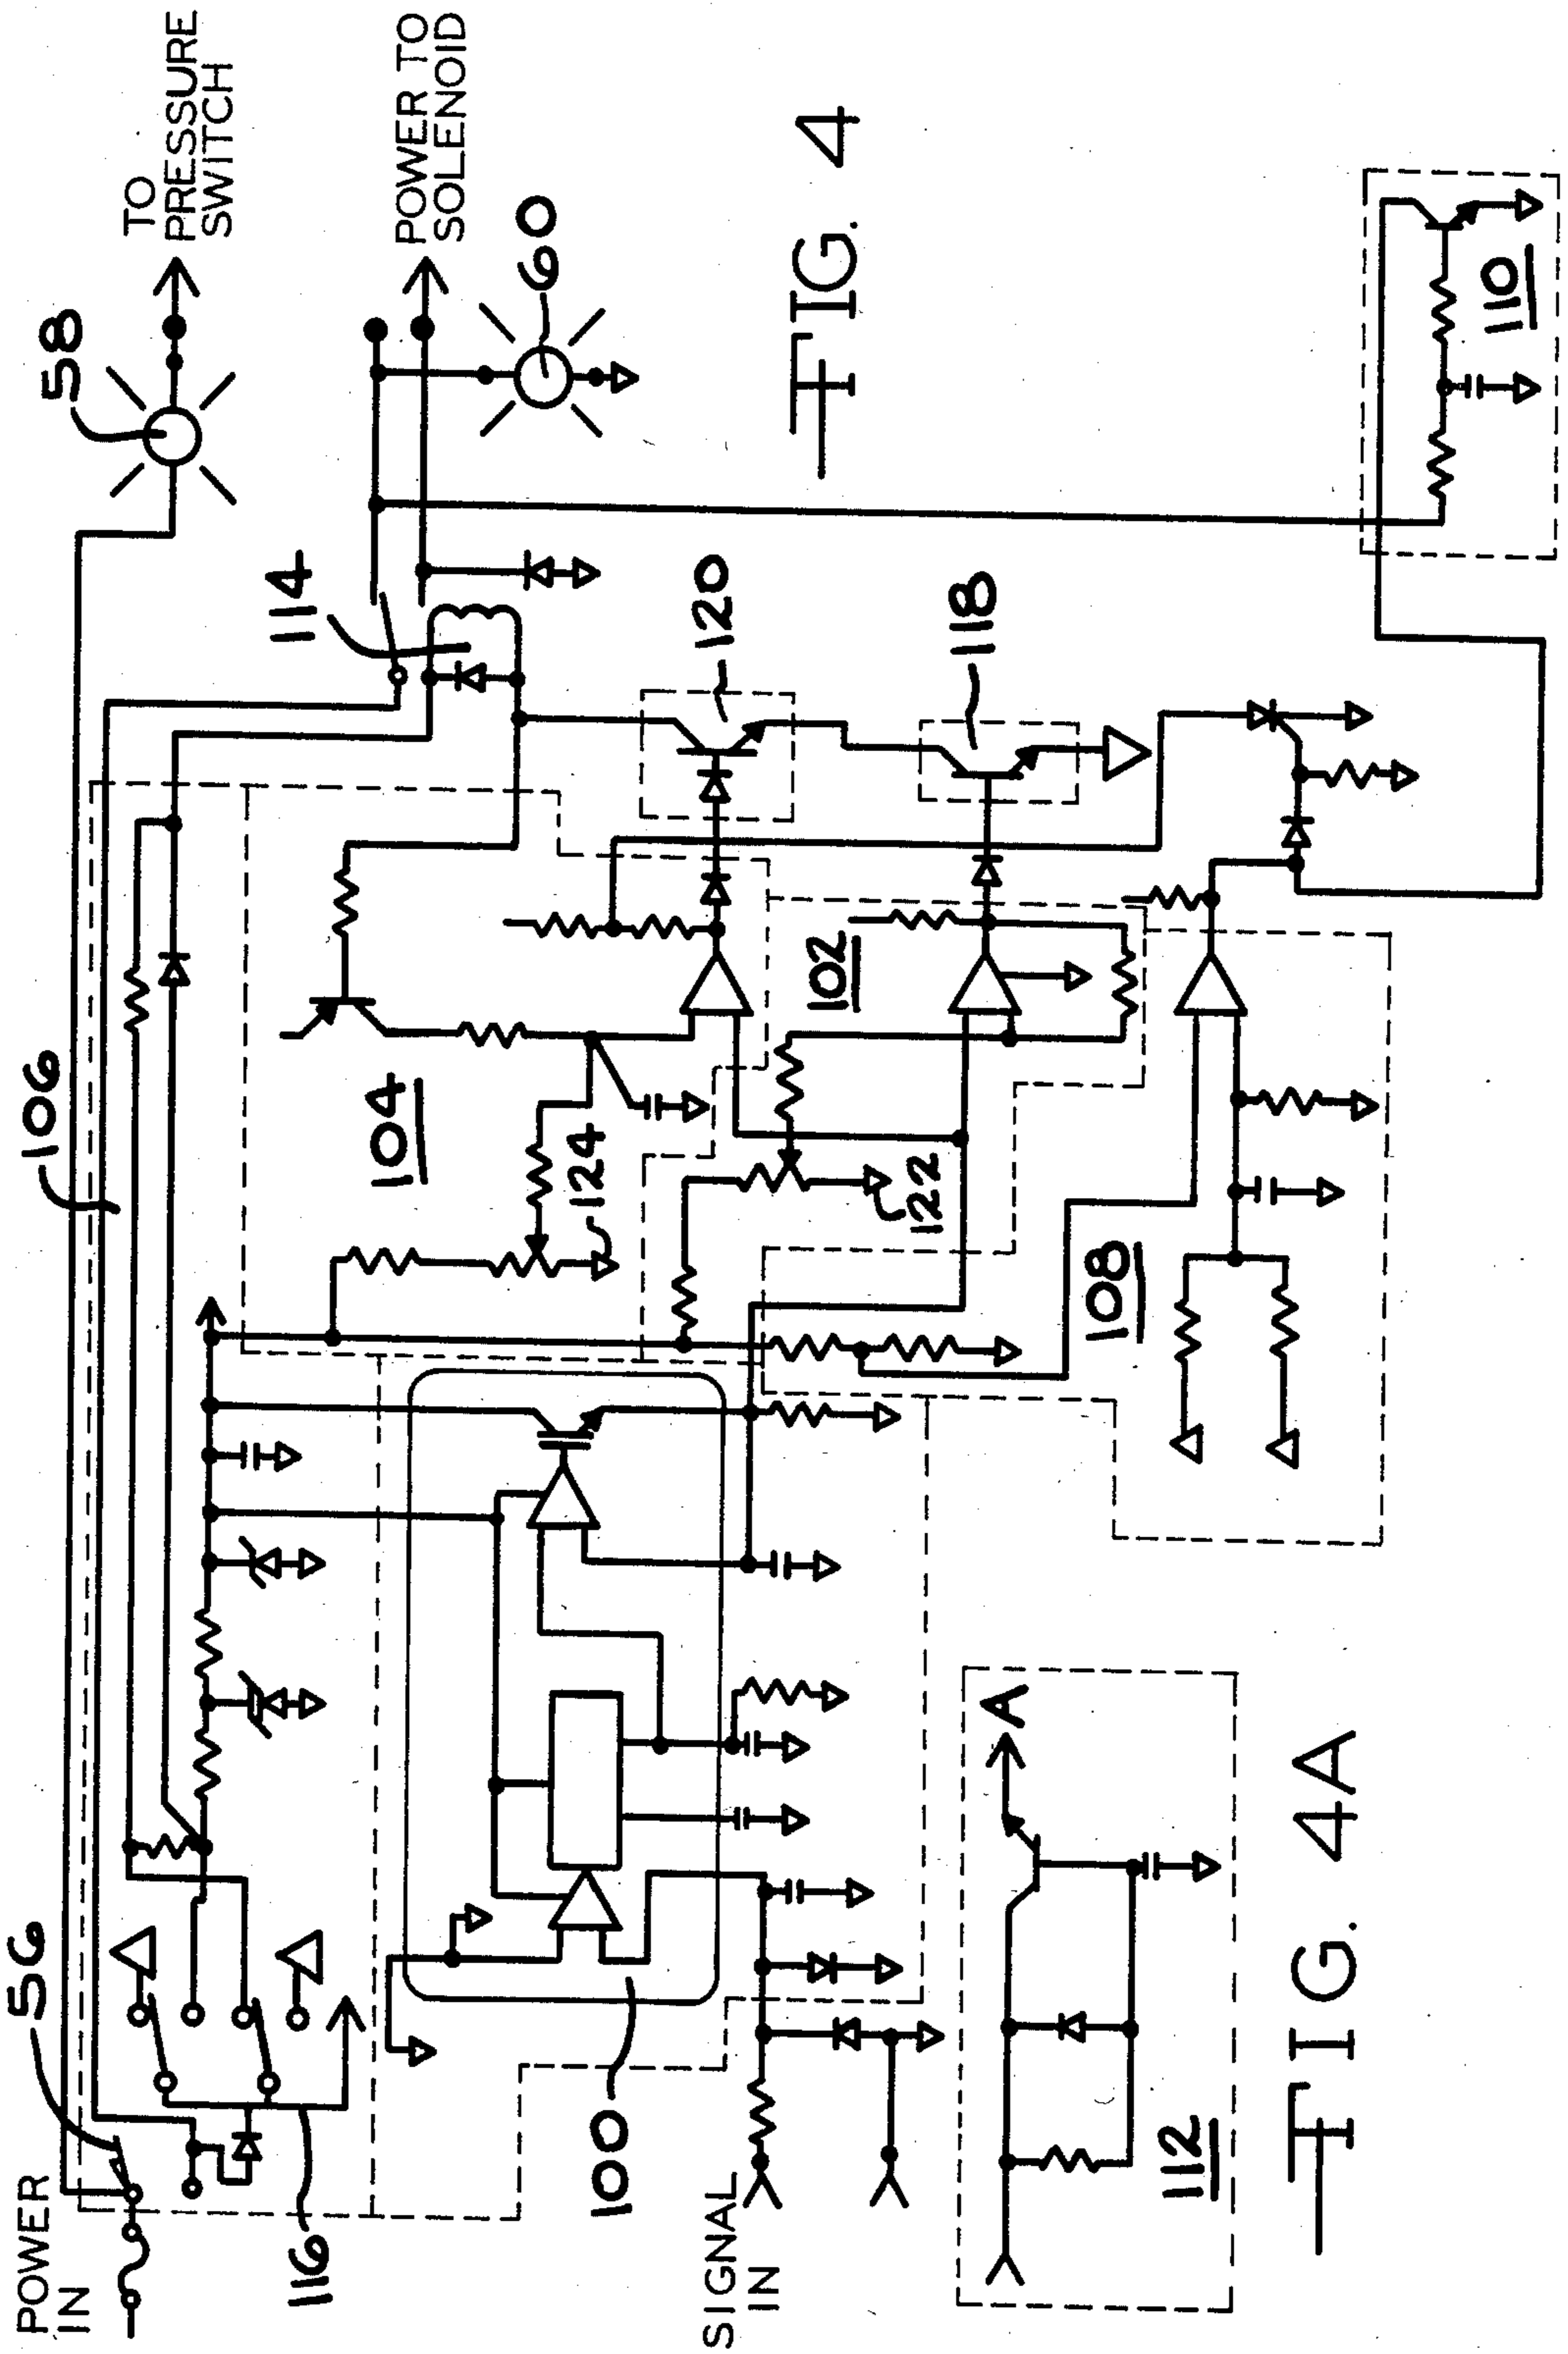 POWER
IN
56
116
106
58
TO
PRESSURE
SWITCH
114
POWER TO
SOLENOID
60
104
124
120
100
SIGNAL
IN
122
102
118
FIG. 4
108
110
112
A
FIG. 4A